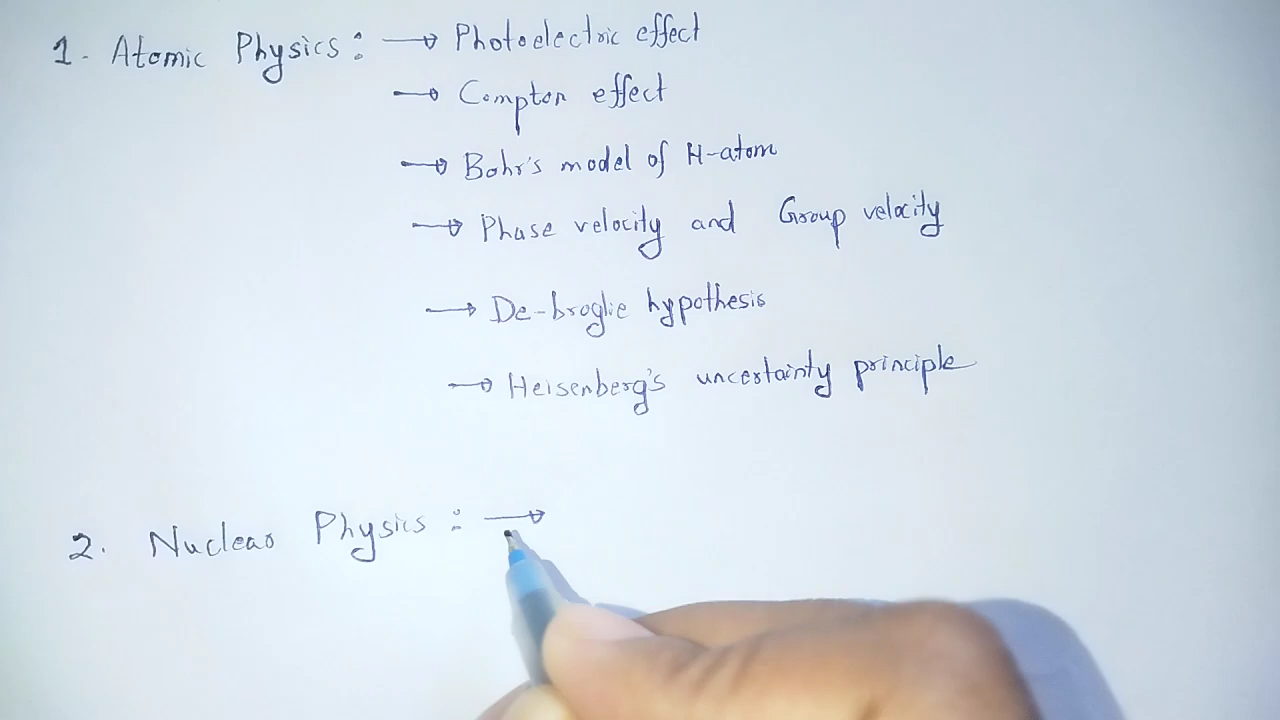 1. Atomic Physics: → Photoelectric effect
→ Compton effect
→ Bohr's model of H-atom
→ Phase velocity and Group velocity
→ De-broglie hypothesis
→ Heisenberg's uncertainty principle
2. Nuclear Physics: →